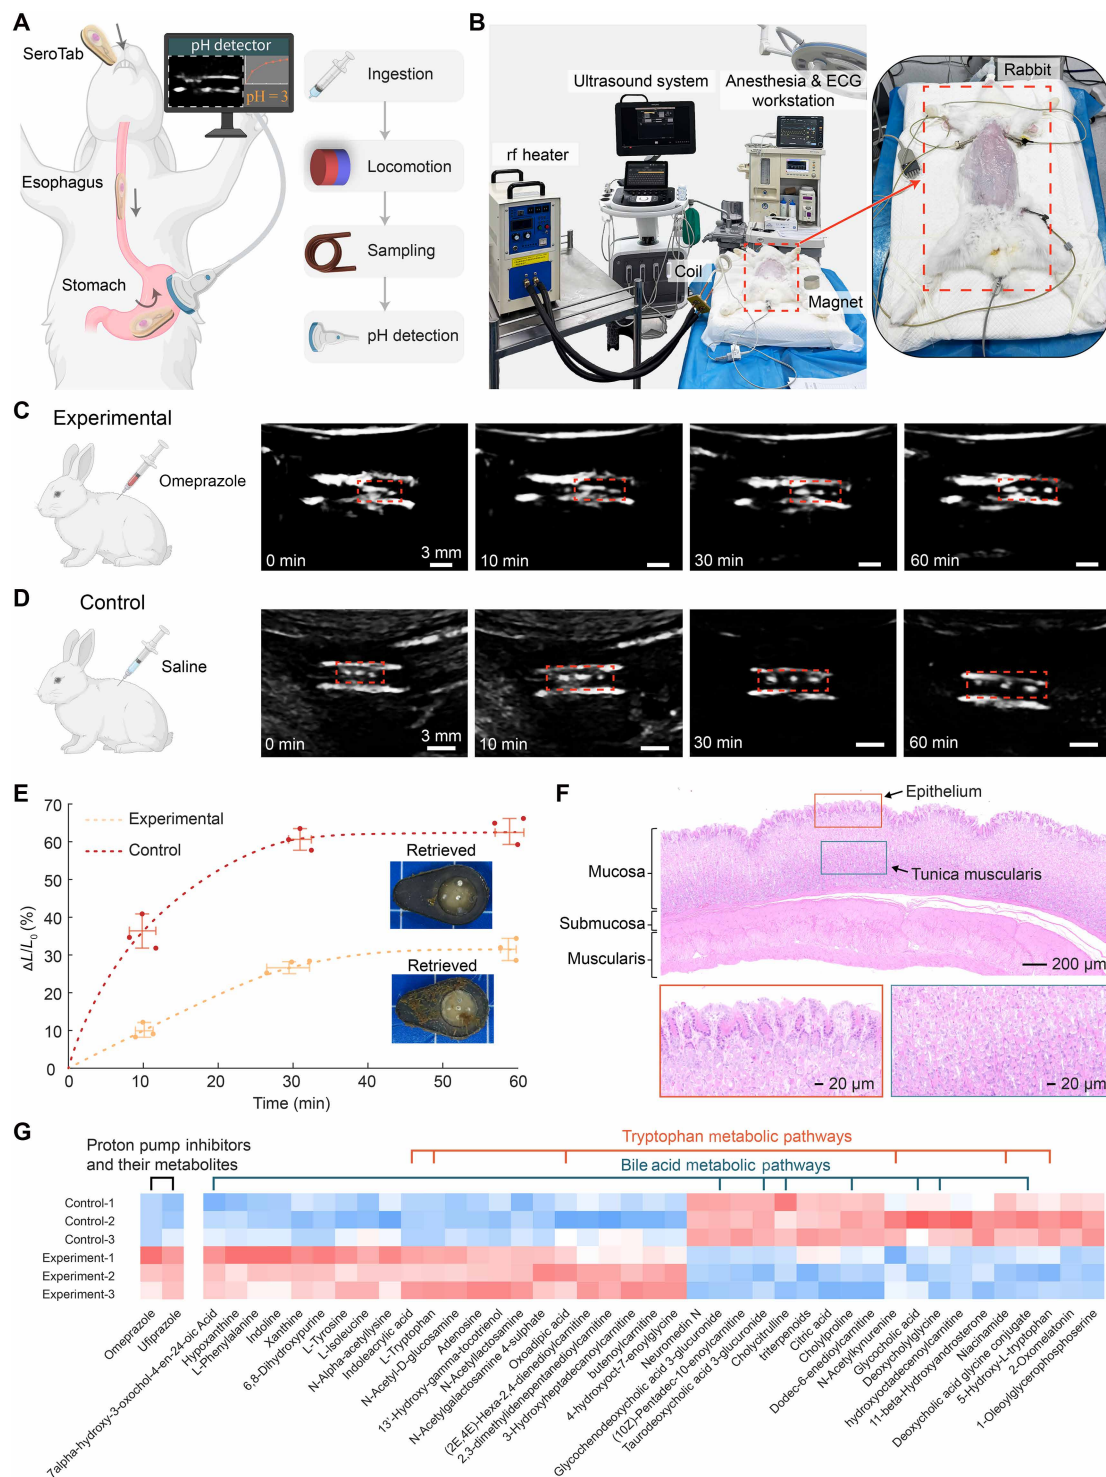 A
SeroTab
pH detector
pH = 3
Esophagus
Stomach
Ingestion
Locomotion
Sampling
pH detection
B
Ultrasound system
Anesthesia & ECG
workstation
rf heater
Coil
Magnet
Rabbit
C
Experimental
Omeprazole
0 min
3 mm
10 min
30 min
60 min
D
Control
Saline
0 min
3 mm
10 min
30 min
60 min
E
70
60
50
40
30
20
10
0
ΔL/L0 (%)
Experimental
Control
Retrieved
Retrieved
0
10
20
30
40
50
60
Time (min)
F
Epithelium
Tunica muscularis
Mucosa
Submucosa
Muscularis
200 μm
20 μm
20 μm
G
Proton pump inhibitors
and their metabolites
Tryptophan metabolic pathways
Bile acid metabolic pathways
Control-1
Control-2
Control-3
Experiment-1
Experiment-2
Experiment-3
Omeprazole
Ufiprazole
7alpha-hydroxy-3-oxochol-4-en-24-oic Acid
Hypoxanthine
L-Phenylalanine
Indoline
Xanthine
6,8-Dihydroxypurine
L-Tyrosine
L-Isoleucine
N-Alpha-acetyllysine
Indoleacrylic acid
L-Tryptophan
N-Acetyl-D-glucosamine
Adenosine
13'-Hydroxy-gamma-tocotrienol
N-Acetyllactosamine
N-Acetylgalactosamine 4-sulphate
Oxoadipic acid
(2E,4E)-Hexa-2,4-dienedioylcarnitine
2,3-dimethylidenepentanedioylcarnitine
3-Hydroxyheptadecanoylcarnitine
butenoylcarnitine
4-hydroxyoct-7-enoylglycine
Neuromedin N
Glycochenodeoxycholic acid 3-glucuronide
(10Z)-Pentadec-10-enoylcarnitine
Taurodeoxycholic acid 3-glucuronide
Cholycitrulline
triterpenoids
Citric acid
Cholylproline
Dodec-6-enedioylcarnitine
N-Acetylkynurenine
Glycocholic acid
Deoxycholylglycine
hydroxyoctadecenoylcarnitine
11-beta-Hydroxyandrosterone
Niacinamide
Deoxycholic acid glycine conjugate
5-Hydroxy-L-tryptophan
2-Oxomelatonin
1-Oleoylglycerophosphoserine